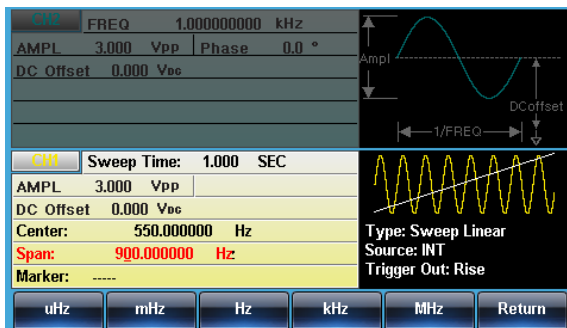 CH2 FREQ 1.000000000 kHz
AMPL 3.000 VPP Phase 0.0 °
DC Offset 0.000 VDC
Ampl
DCoffset
1/FREQ
CH1 Sweep Time: 1.000 SEC
AMPL 3.000 VPP
DC Offset 0.000 VDC
Center: 550.000000 Hz
Span: 900.000000 Hz
Marker: -----
Type: Sweep Linear
Source: INT
Trigger Out: Rise
uHz mHz Hz kHz MHz Return